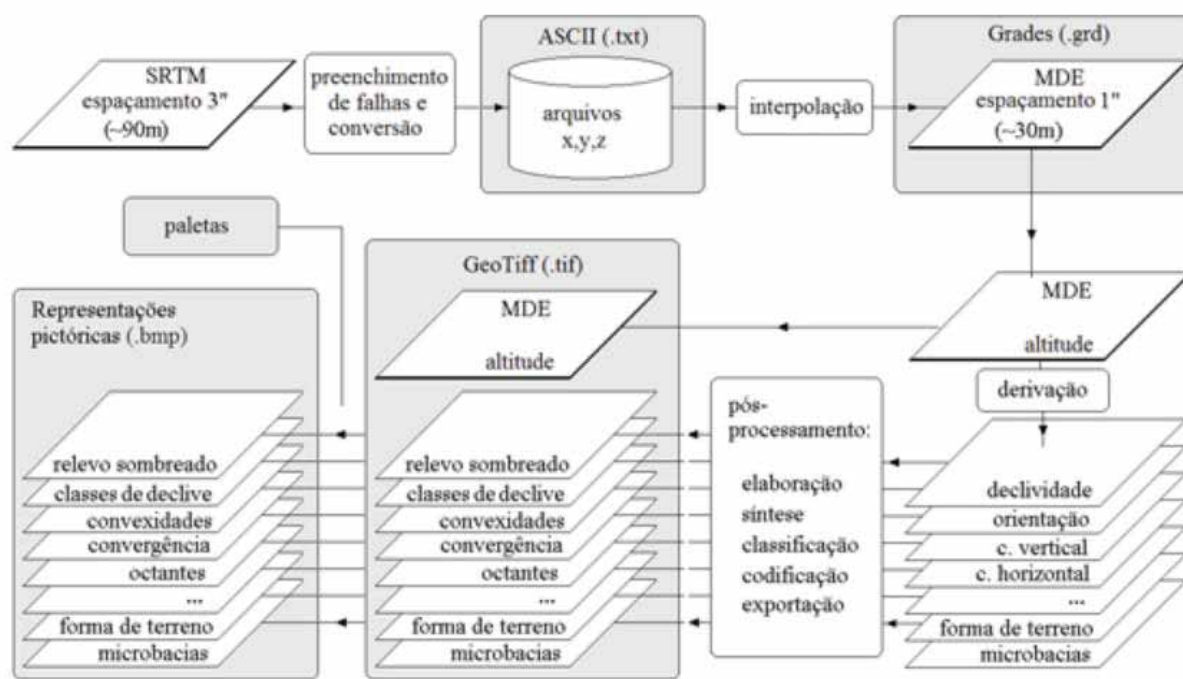 SRTM
espaçamento 3"
(~90m)
preenchimento
de falhas e
conversão
ASCII (.txt)
arquivos
x,y,z
interpolação
Grades (.grd)
MDE
espaçamento 1"
(~30m)
paletas
Representações
pictóricas (.bmp)
relevo sombreado
classes de declive
convexidades
convergência
octantes
...
forma de terreno
microbacias
GeoTiff (.tif)
MDE
altitude
relevo sombreado
classes de declive
convexidades
convergência
octantes
...
forma de terreno
microbacias
pós-
processamento:
elaboração
síntese
classificação
codificação
exportação
MDE
altitude
derivação
declividade
orientação
c. vertical
c. horizontal
...
forma de terreno
microbacias